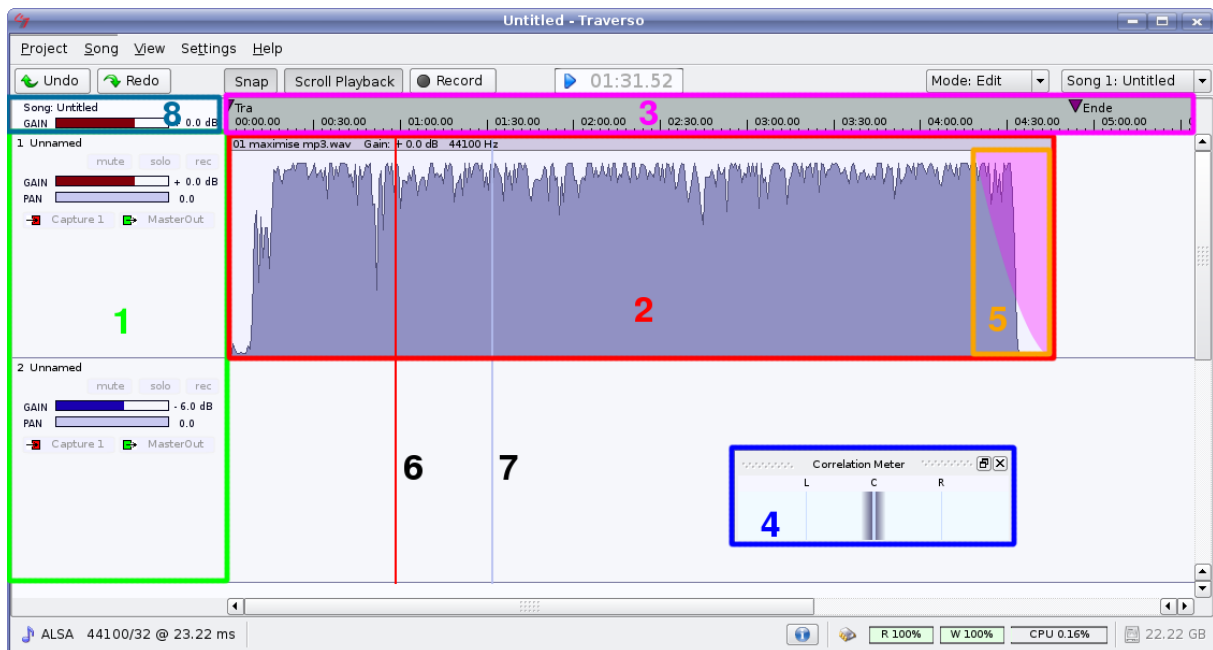 Untitled - Traverso
Project Song View Settings Help
Undo Redo Snap Scroll Playback Record 01:31.52 Mode: Edit Song 1: Untitled
Song: Untitled
GAIN 0.0 dB
8
Tra Ende
00:00.00 00:30.00 01:00.00 01:30.00 02:00.00 02:30.00 03:00.00 03:30.00 04:00.00 04:30.00 05:00.00
3
1 Unnamed
mute solo rec
GAIN + 0.0 dB
PAN 0.0
Capture 1 MasterOut
1
01 maximise mp3.wav Gain: + 0.0 dB 44100 Hz
2
5
2 Unnamed
mute solo rec
GAIN - 6.0 dB
PAN 0.0
Capture 1 MasterOut
6
7
Correlation Meter
L C R
4
ALSA 44100/32 @ 23.22 ms R 100% W 100% CPU 0.16% 22.22 GB